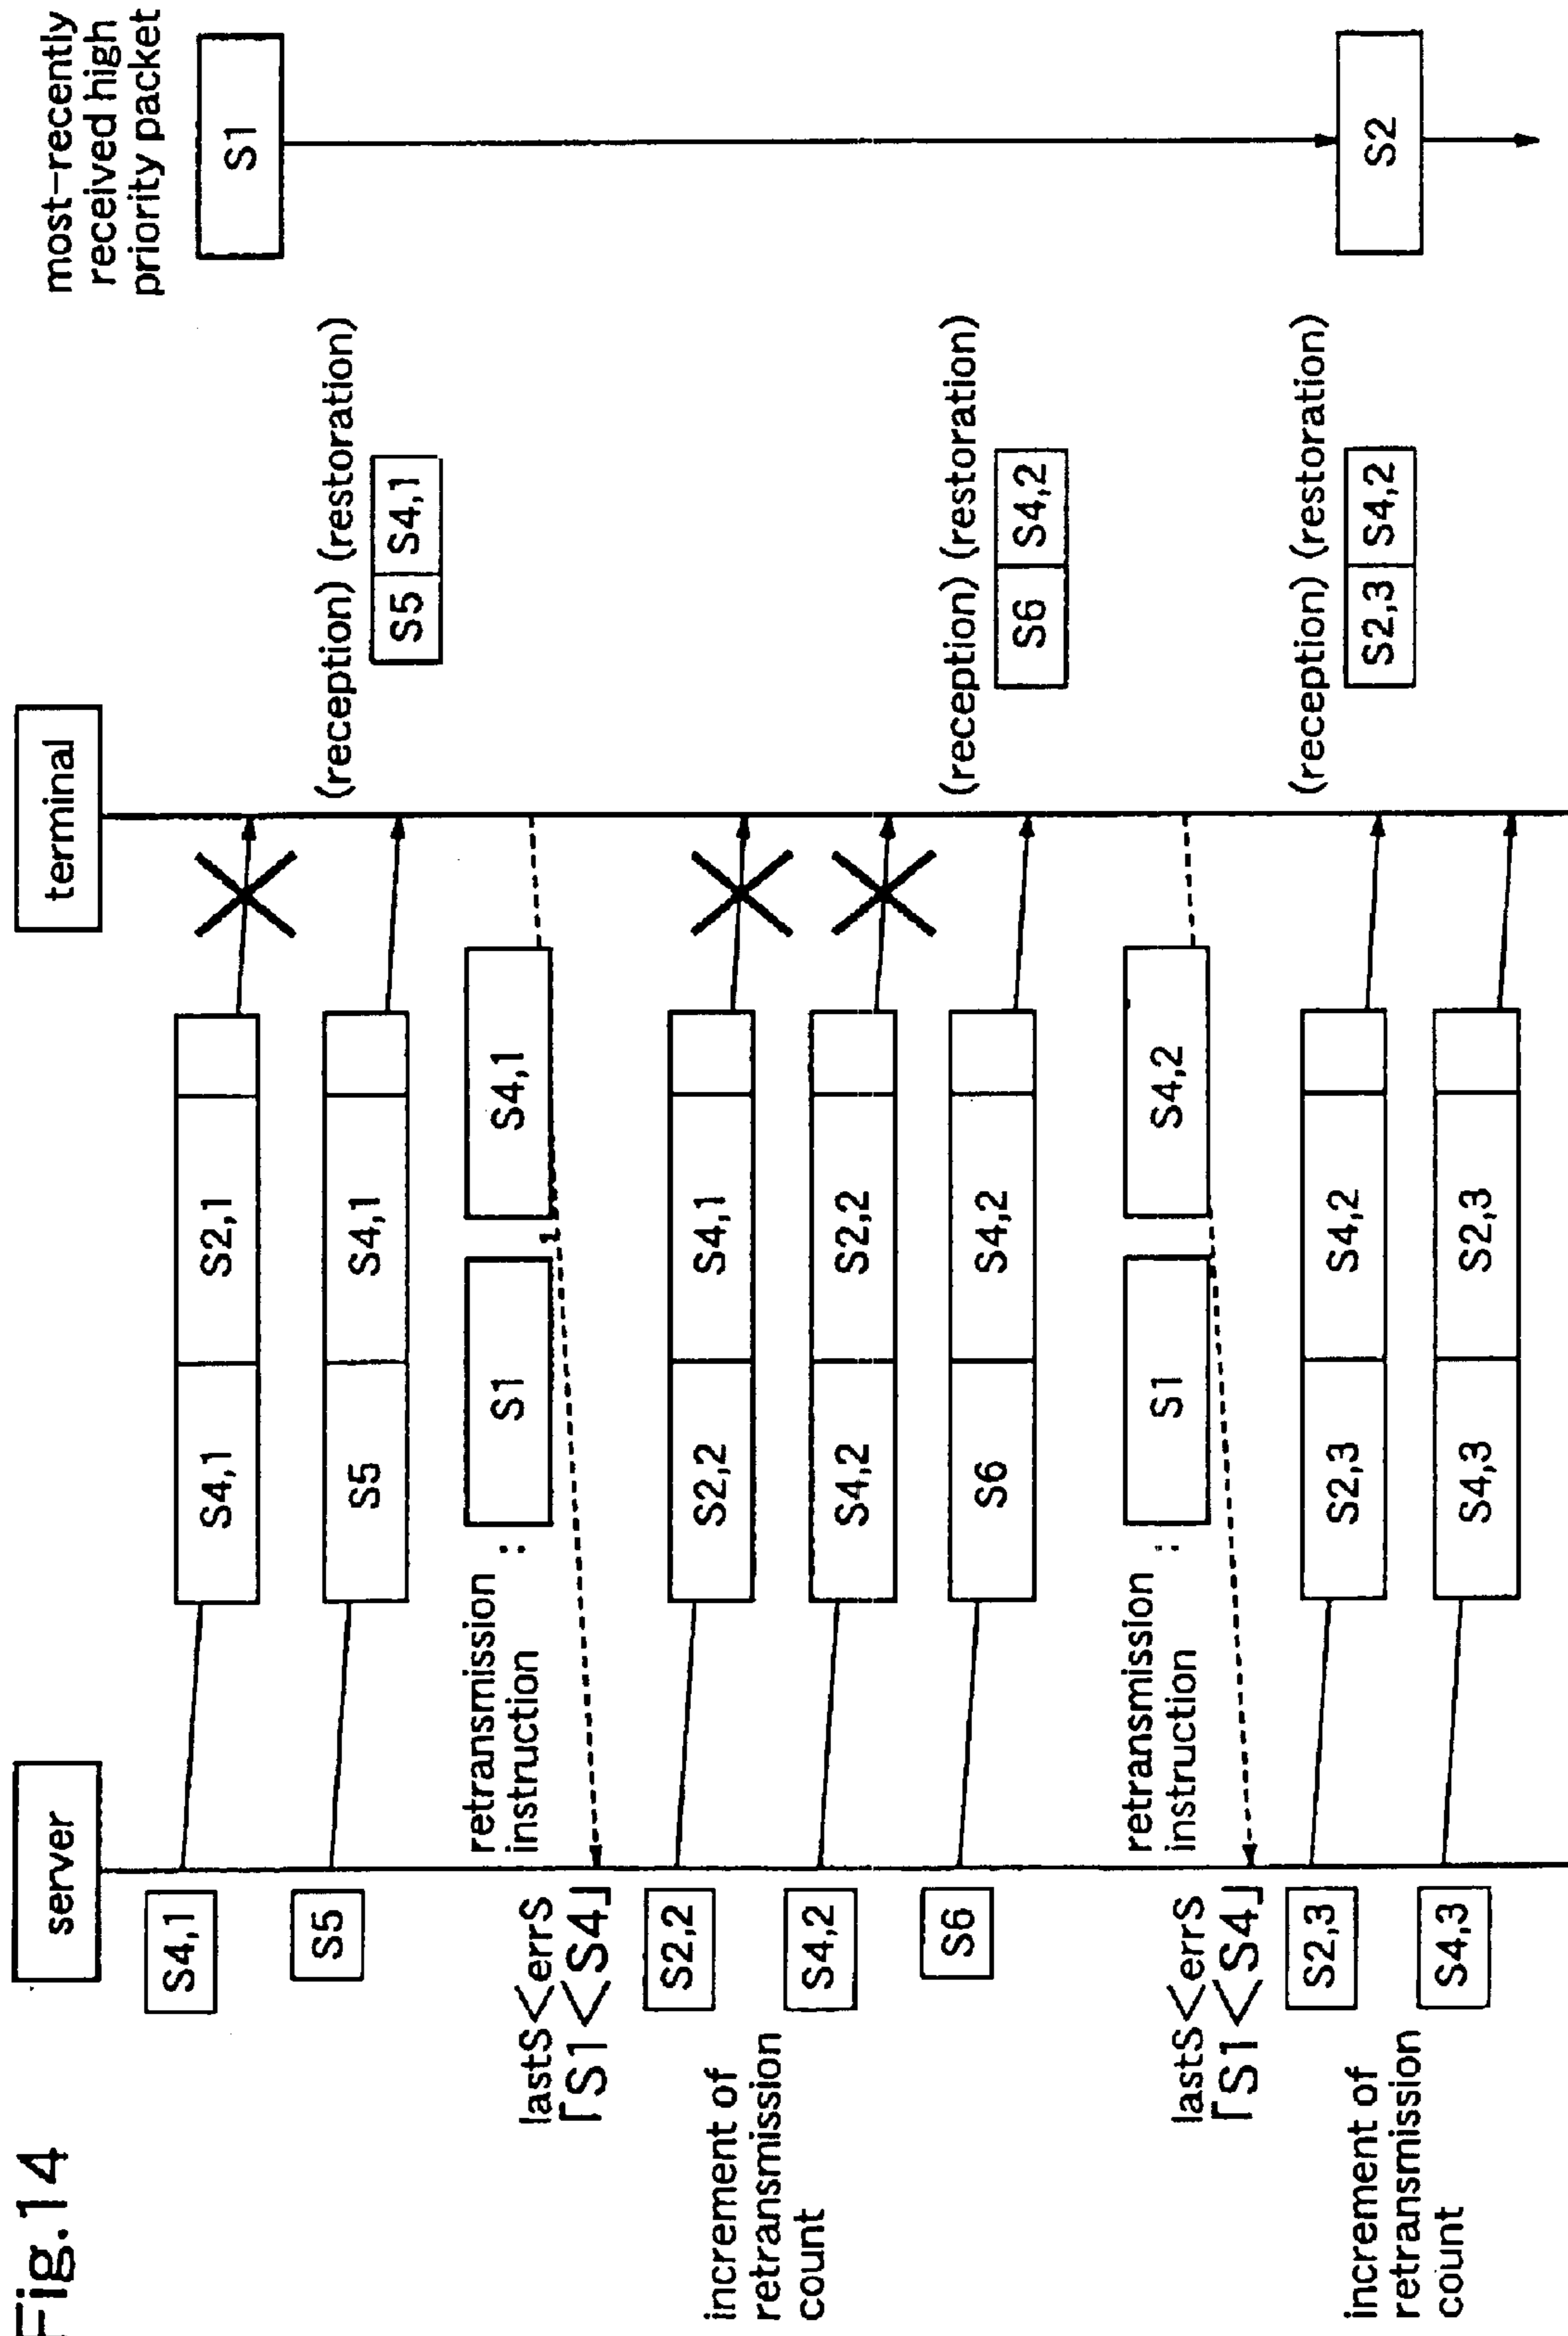 Fig.14
server
terminal
most-recently
received high
priority packet
S4,1
S4,1
S2,1
S1
S5
S5
S4,1
(reception) (restoration)
S5
S4,1
retransmission
instruction
:
S1
S4,1
lastS<errS
「S1<S4」
increment of
retransmission
count
S2,2
S2,2
S4,1
S4,2
S4,2
S2,2
S6
S6
S4,2
(reception) (restoration)
S6
S4,2
retransmission
instruction
:
S1
S4,2
lastS<errS
「S1<S4」
increment of
retransmission
count
S2,3
S2,3
S4,2
(reception) (restoration)
S2,3
S4,2
S2
S4,3
S4,3
S2,3